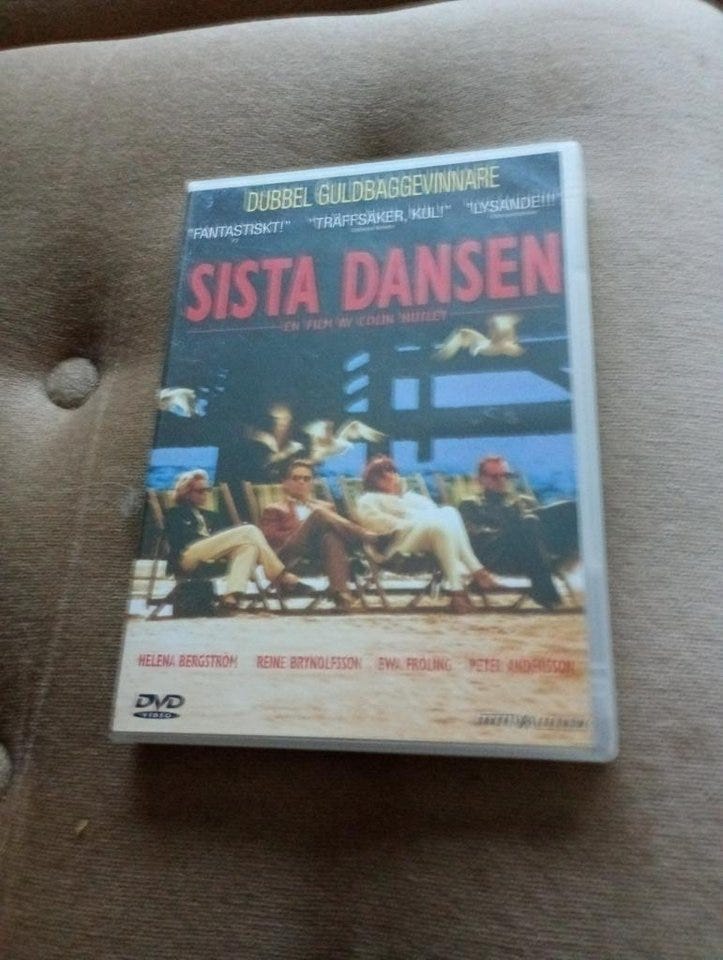 DUBBEL GULDBAGGEVINNARE
"FANTASTISKT!" "TRÄFFSÄKER, KUL!" "LYSANDE!!!"
SISTA DANSEN
EN FILM AV COLIN NUTLEY
HELENA BERGSTRÖM REINE BRYNOLFSSON EWA FRÖLING PETER ANDERSSON
DVD
VIDEO